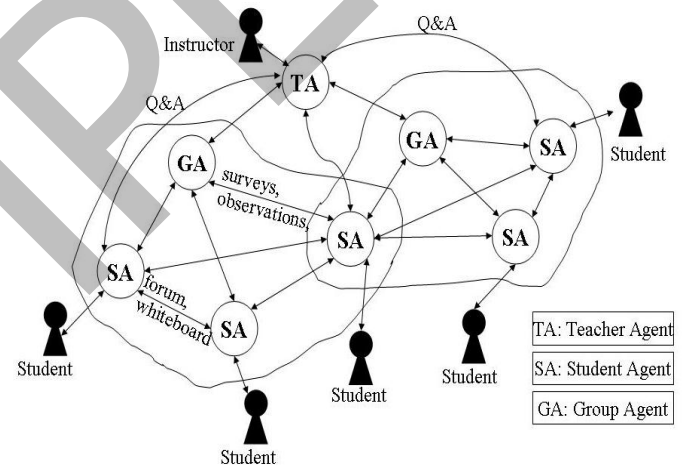 Q&A
Instructor
TA
Q&A
GA
SA
Student
GA
surveys,
observations,
SA
SA
SA
forum,
whiteboard
SA
Student
Student
Student
Student
TA: Teacher Agent
SA: Student Agent
GA: Group Agent